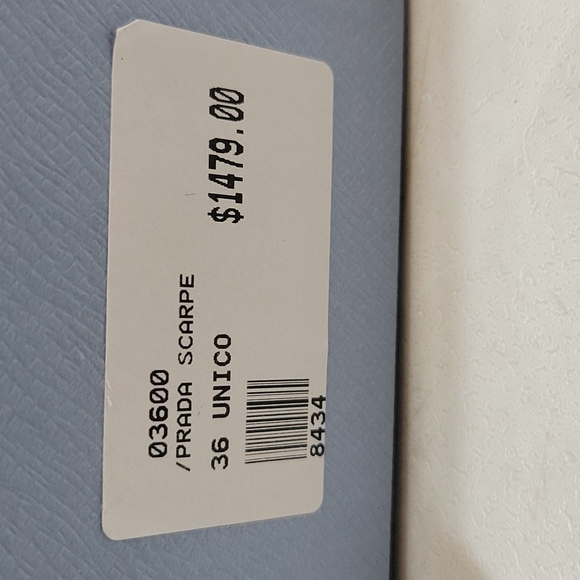 03600
/PRADA SCARPE
36 UNICO
$1479.00
8434